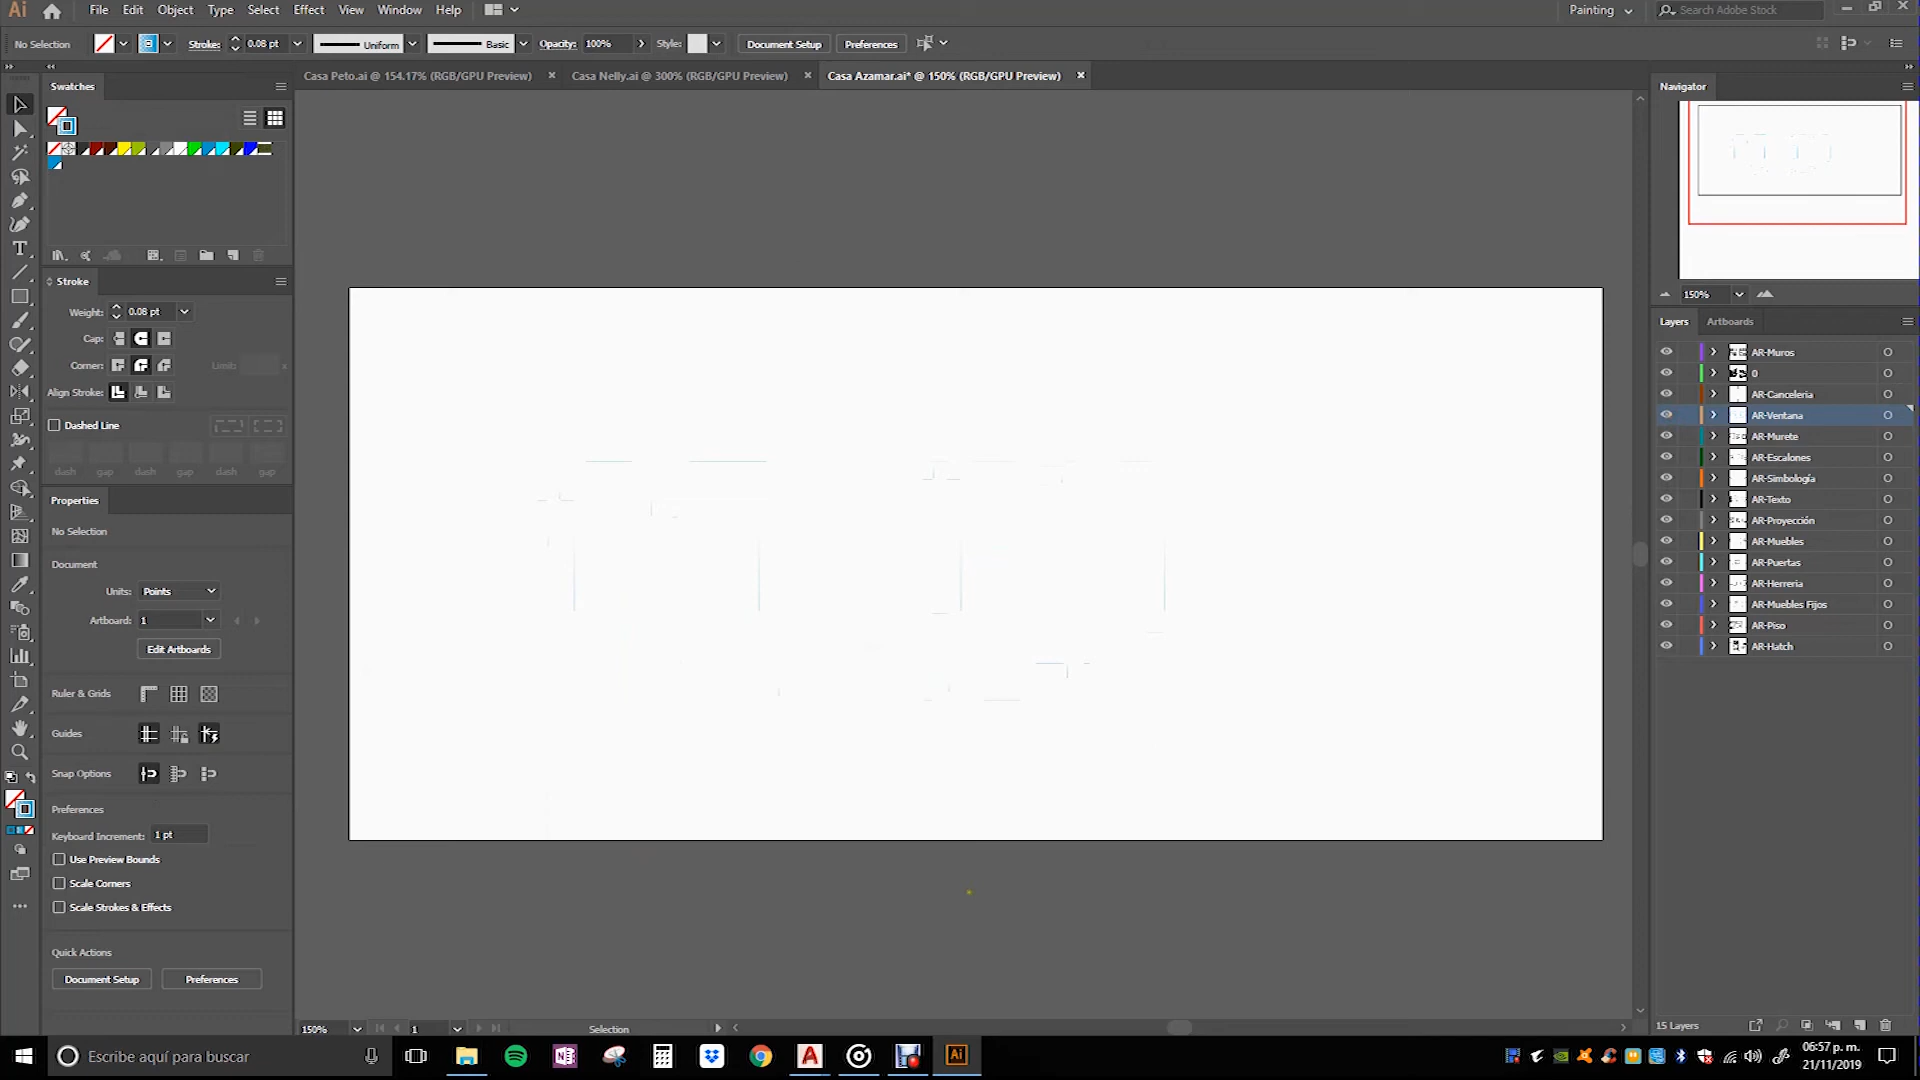 Ai File Edit Object Type Select Effect View Window Help Painting Search Adobe Stock
No Selection Stroke: 0.08 pt Uniform Basic Opacity: 100% Style: Document Setup Preferences
Casa Peto.ai @ 154.17% (RGB/GPU Preview) Casa Nelly.ai @ 300% (RGB/GPU Preview) Casa Azamar.ai* @ 150% (RGB/GPU Preview)
Swatches
Stroke
Weight: 0.08 pt
Cap:
Corner: Limit: x
Align Stroke:
Dashed Line
dash gap dash gap dash gap
Properties
No Selection
Document
Units: Points
Artboard: 1
Edit Artboards
Ruler & Grids
Guides
Snap Options
Preferences
Keyboard Increment: 1 pt
Use Preview Bounds
Scale Corners
Scale Strokes & Effects
Quick Actions
Document Setup Preferences
150% 1 Selection
Navigator
150%
Layers Artboards
AR-Muros
0
AR-Canceleria
AR-Ventana
AR-Murete
AR-Escalones
AR-Simbología
AR-Texto
AR-Proyección
AR-Muebles
AR-Puertas
AR-Herreria
AR-Muebles Fijos
AR-Piso
AR-Hatch
15 Layers
Escribe aquí para buscar
06:57 p. m.
21/11/2019